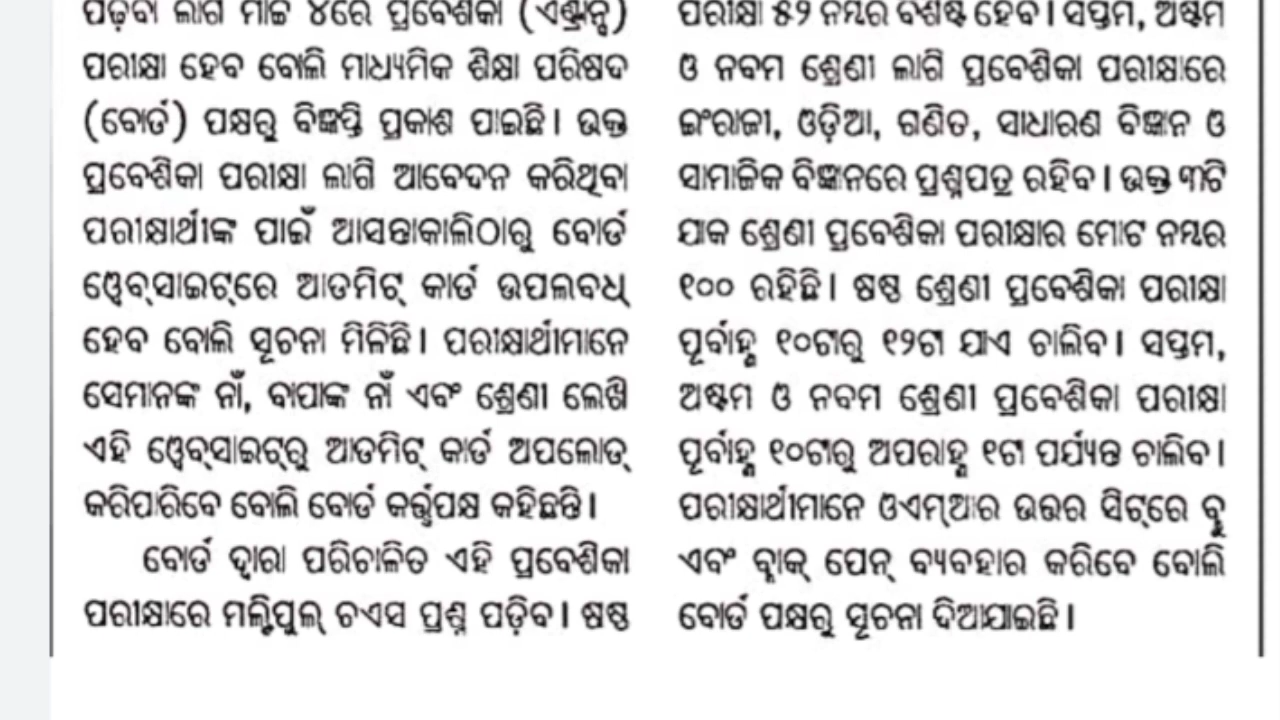 ପଢ଼ିବା ଲାଗି ମାର୍ଚ୍ଚ ୪ରେ ପ୍ରବେଶିକା (ଏଣ୍ଟ୍ରାନ୍ସ)
ପରୀକ୍ଷା ହେବ ବୋଲି ମାଧ୍ୟମିକ ଶିକ୍ଷା ପରିଷଦ
(ବୋର୍ଡ) ପକ୍ଷରୁ ବିଜ୍ଞପ୍ତି ପ୍ରକାଶ ପାଇଛି। ଉକ୍ତ
ପ୍ରବେଶିକା ପରୀକ୍ଷା ଲାଗି ଆବେଦନ କରିଥିବା
ପରୀକ୍ଷାର୍ଥୀଙ୍କ ପାଇଁ ଆସନ୍ତାକାଲିଠାରୁ ବୋର୍ଡ
ୱେବ୍‌ସାଇଟ୍‌ରେ ଆଡମିଟ୍ କାର୍ଡ ଉପଲବଧ୍
ହେବ ବୋଲି ସୂଚନା ମିଳିଛି। ପରୀକ୍ଷାର୍ଥୀମାନେ
ସେମାନଙ୍କ ନାଁ, ବାପାଙ୍କ ନାଁ ଏବଂ ଶ୍ରେଣୀ ଲେଖି
ଏହି ୱେବ୍‌ସାଇଟ୍‌ରୁ ଆଡମିଟ୍ କାର୍ଡ ଅପଲୋଡ୍
କରିପାରିବେ ବୋଲି ବୋର୍ଡ କର୍ତ୍ତୃପକ୍ଷ କହିଛନ୍ତି।
ବୋର୍ଡ ଦ୍ୱାରା ପରିଚାଳିତ ଏହି ପ୍ରବେଶିକା
ପରୀକ୍ଷାରେ ମଲ୍ଟିପୁଲ୍ ଚଏସ ପ୍ରଶ୍ନ ପଡ଼ିବ। ଷଷ୍ଠ
ପରୀକ୍ଷା ୫୨ ନମ୍ବର ବିଶିଷ୍ଟ ହେବ। ସପ୍ତମ, ଅଷ୍ଟମ
ଓ ନବମ ଶ୍ରେଣୀ ଲାଗି ପ୍ରବେଶିକା ପରୀକ୍ଷାରେ
ଇଂରାଜୀ, ଓଡ଼ିଆ, ଗଣିତ, ସାଧାରଣ ବିଜ୍ଞାନ ଓ
ସାମାଜିକ ବିଜ୍ଞାନରେ ପ୍ରଶ୍ନପତ୍ର ରହିବ। ଉକ୍ତ ୩ଟି
ଯାକ ଶ୍ରେଣୀ ପ୍ରବେଶିକା ପରୀକ୍ଷାର ମୋଟ ନମ୍ବର
୧୦୦ ରହିଛି। ଷଷ୍ଠ ଶ୍ରେଣୀ ପ୍ରବେଶିକା ପରୀକ୍ଷା
ପୂର୍ବାହ୍ନ ୧୦ଟାରୁ ୧୨ଟା ଯାଏ ଚାଲିବ। ସପ୍ତମ,
ଅଷ୍ଟମ ଓ ନବମ ଶ୍ରେଣୀ ପ୍ରବେଶିକା ପରୀକ୍ଷା
ପୂର୍ବାହ୍ନ ୧୦ଟାରୁ ଅପରାହ୍ନ ୧ଟା ପର୍ଯ୍ୟନ୍ତ ଚାଲିବ।
ପରୀକ୍ଷାର୍ଥୀମାନେ ଓଏମ୍ଆର ଉତ୍ତର ସିଟ୍‌ରେ ବ୍ଲୁ
ଏବଂ ବ୍ଲାକ୍ ପେନ୍ ବ୍ୟବହାର କରିବେ ବୋଲି
ବୋର୍ଡ ପକ୍ଷରୁ ସୂଚନା ଦିଆଯାଇଛି।